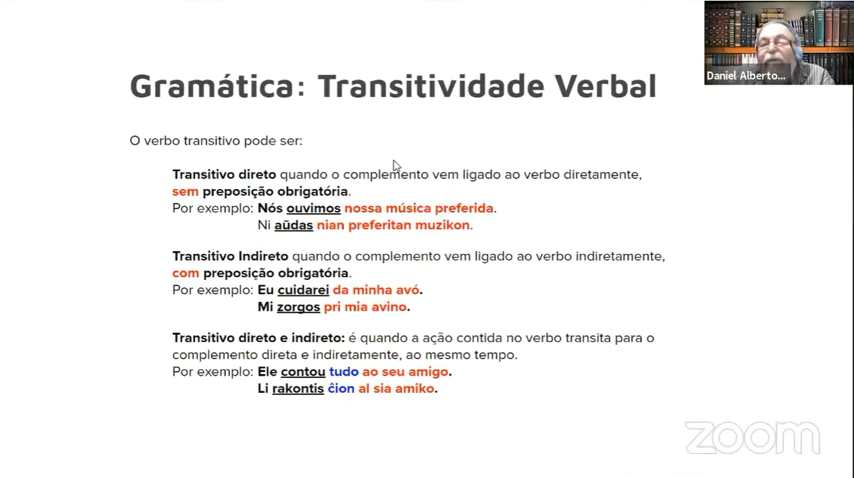 Gramática: Transitividade Verbal
Daniel Alberto...
O verbo transitivo pode ser:
Transitivo direto quando o complemento vem ligado ao verbo diretamente,
sem preposição obrigatória.
Por exemplo: Nós ouvimos nossa música preferida.
Ni aŭdas nian preferitan muzikon.
Transitivo Indireto quando o complemento vem ligado ao verbo indiretamente,
com preposição obrigatória.
Por exemplo: Eu cuidarei da minha avó.
Mi zorgos pri mia avino.
Transitivo direto e indireto: é quando a ação contida no verbo transita para o
complemento direta e indiretamente, ao mesmo tempo.
Por exemplo: Ele contou tudo ao seu amigo.
Li rakontis ĉion al sia amiko.
zoom